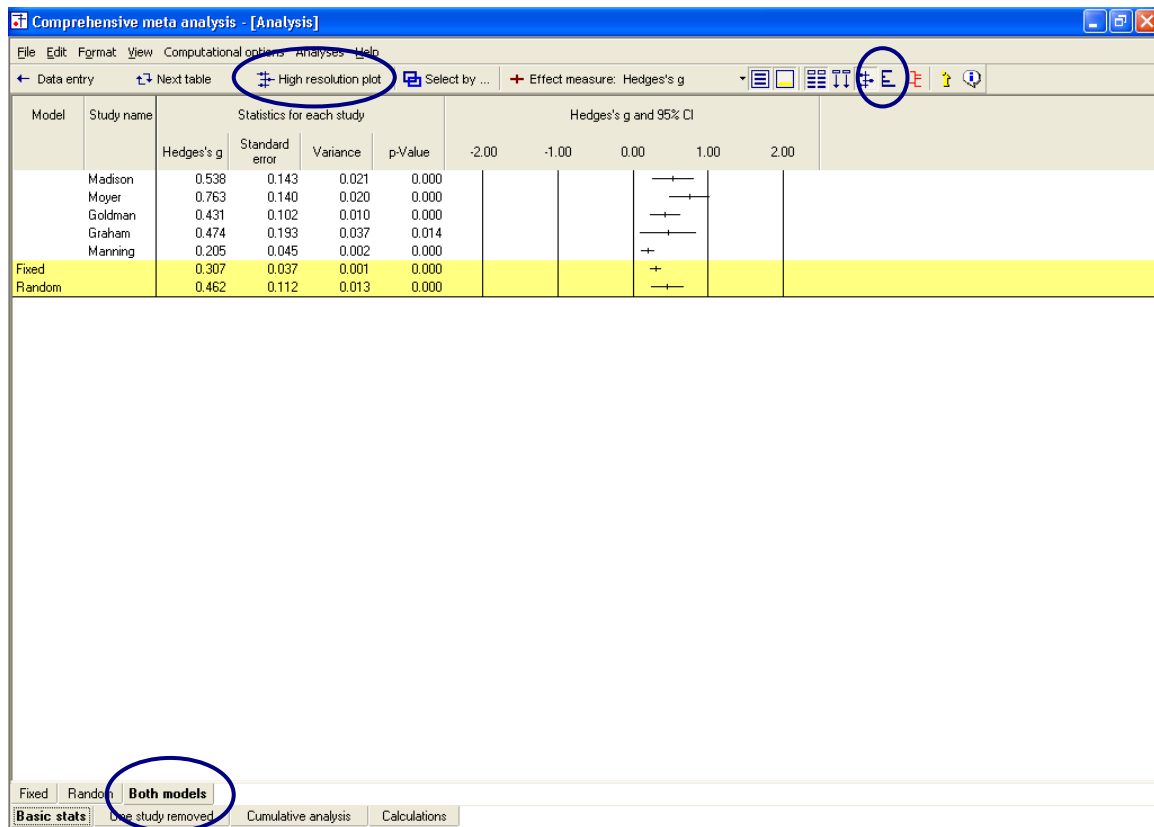 Comprehensive meta analysis - [Analysis]
File Edit Format View Computational options Analyses Help
Data entry Next table High resolution plot Select by ... Effect measure: Hedges's g
Model Study name Statistics for each study Hedges's g and 95% CI
Hedges's g Standard error Variance p-Value -2.00 -1.00 0.00 1.00 2.00
Madison 0.538 0.143 0.021 0.000
Moyer 0.763 0.140 0.020 0.000
Goldman 0.431 0.102 0.010 0.000
Graham 0.474 0.193 0.037 0.014
Manning 0.205 0.045 0.002 0.000
Fixed 0.307 0.037 0.001 0.000
Random 0.462 0.112 0.013 0.000
Fixed Random Both models
Basic stats One study removed Cumulative analysis Calculations